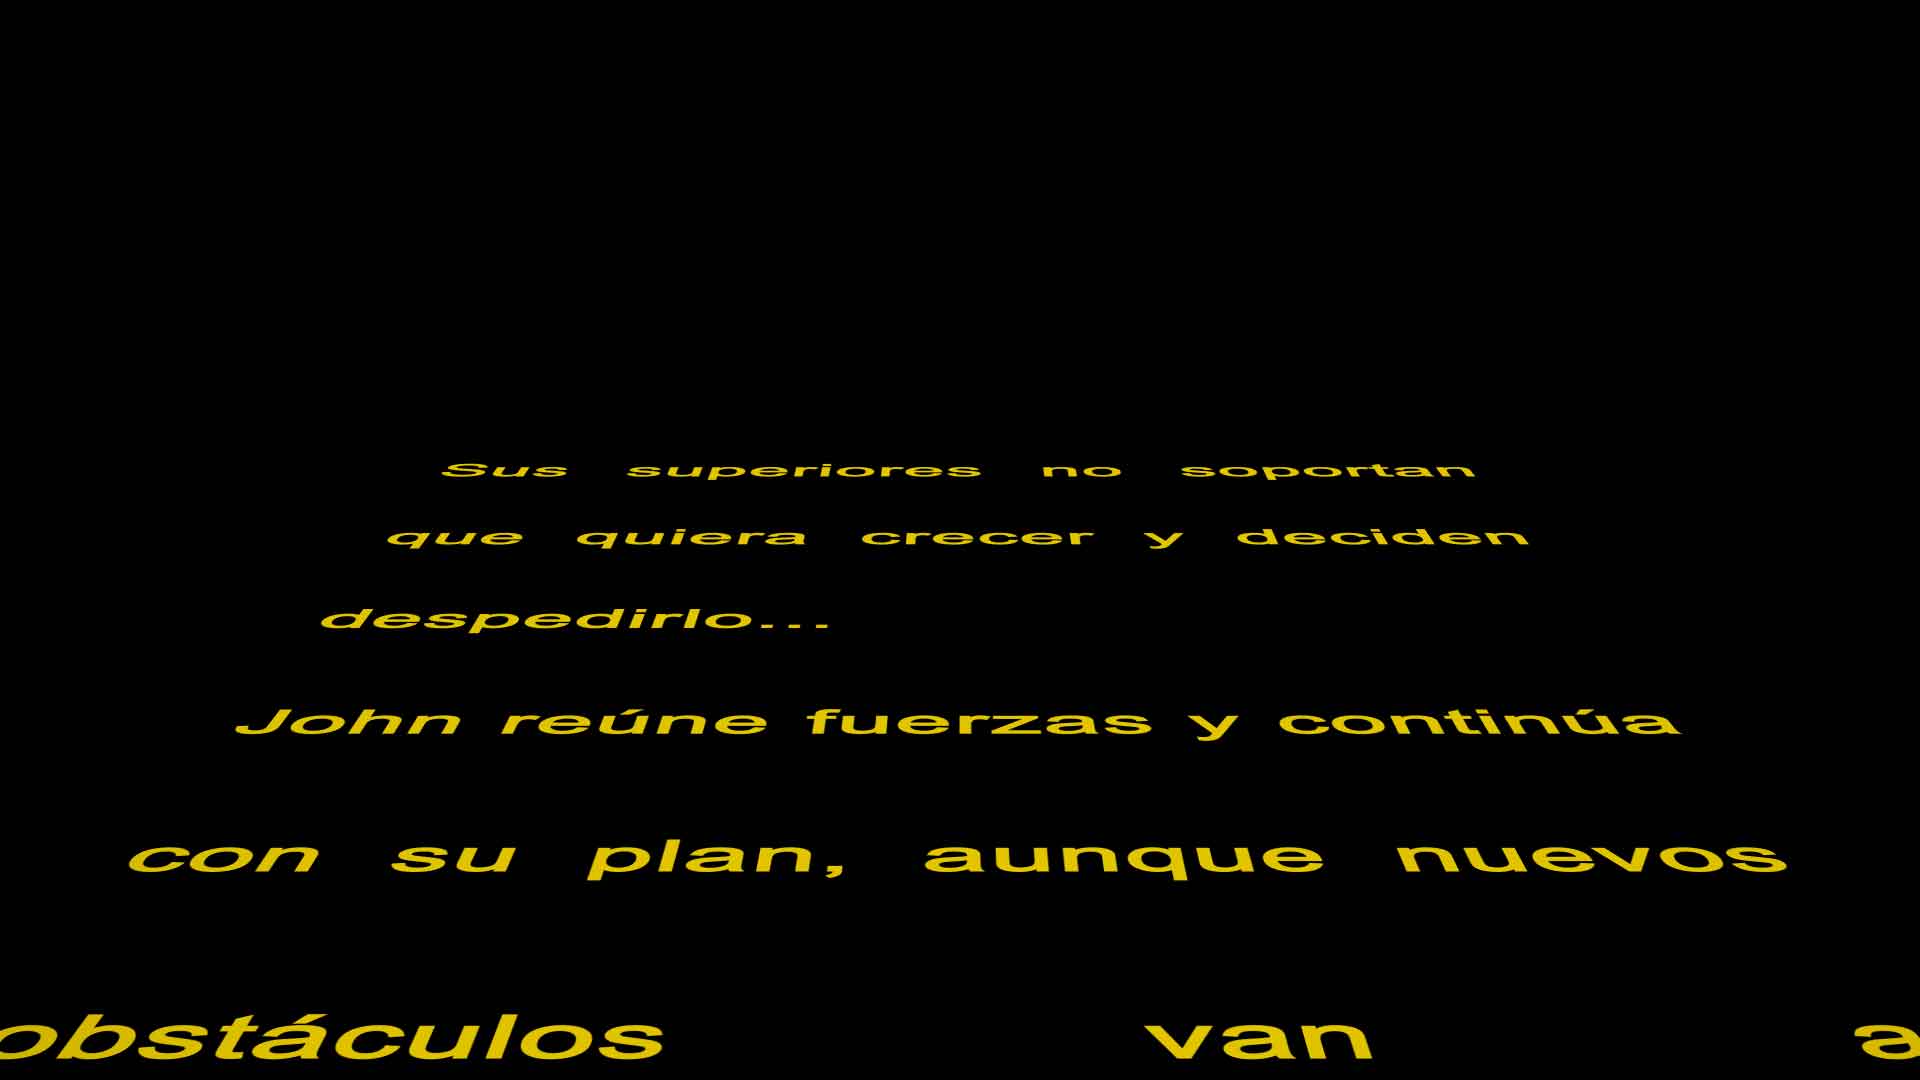 Sus superiores no soportan
que quiera crecer y deciden
despedirlo...
John reúne fuerzas y continúa
con su plan, aunque nuevos
obstáculos van a